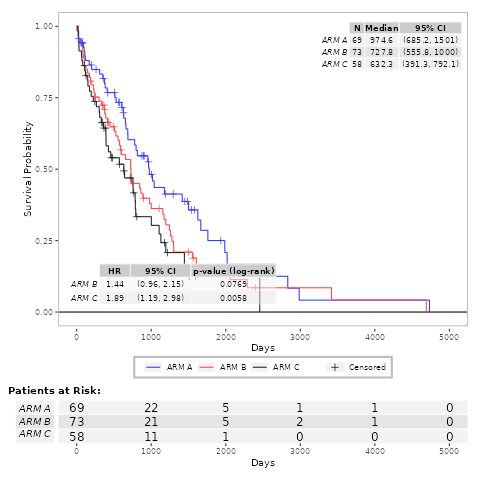 1.00
0.75
0.50
0.25
0.00
Survival Probability
N Median 95% CI
ARM A 69 974.6 (685.2, 1501)
ARM B 73 727.8 (555.8, 1000)
ARM C 58 632.3 (391.3, 792.1)
HR 95% CI p-value (log-rank)
ARM B 1.44 (0.96, 2.15) 0.0769
ARM C 1.89 (1.19, 2.98) 0.0058
0 1000 2000 3000 4000 5000
Days
ARM A ARM B ARM C Censored
Patients at Risk:
ARM A 69 22 5 1 1 0
ARM B 73 21 5 2 1 0
ARM C 58 11 1 0 0 0
0 1000 2000 3000 4000 5000
Days